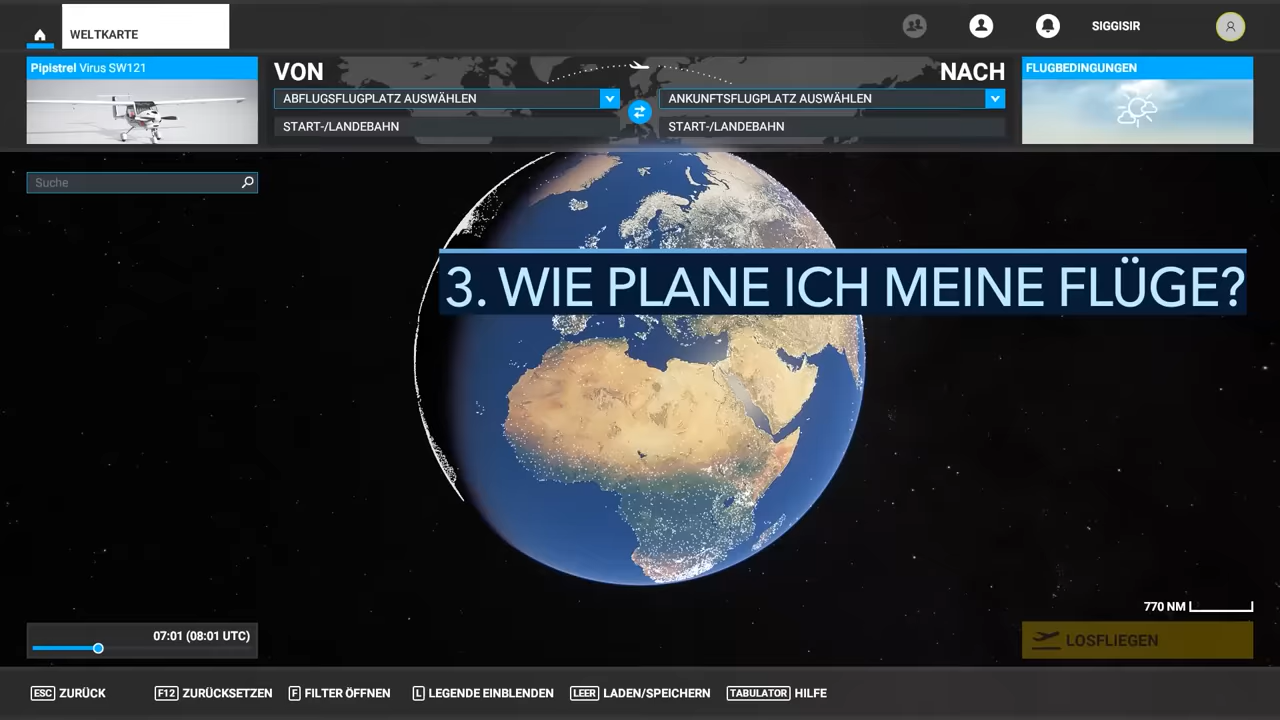 WELTKARTE
SIGGISIR
Pipistrel Virus SW121
VON
NACH
ABFLUGSFLUGPLATZ AUSWÄHLEN
ANKUNFTSFLUGPLATZ AUSWÄHLEN
START-/LANDEBAHN
START-/LANDEBAHN
FLUGBEDINGUNGEN
Suche
3. WIE PLANE ICH MEINE FLÜGE?
770 NM
07:01 (08:01 UTC)
LOSFLIEGEN
ESC ZURÜCK
F12 ZURÜCKSETZEN
F FILTER ÖFFNEN
L LEGENDE EINBLENDEN
LEER LADEN/SPEICHERN
TABULATOR HILFE